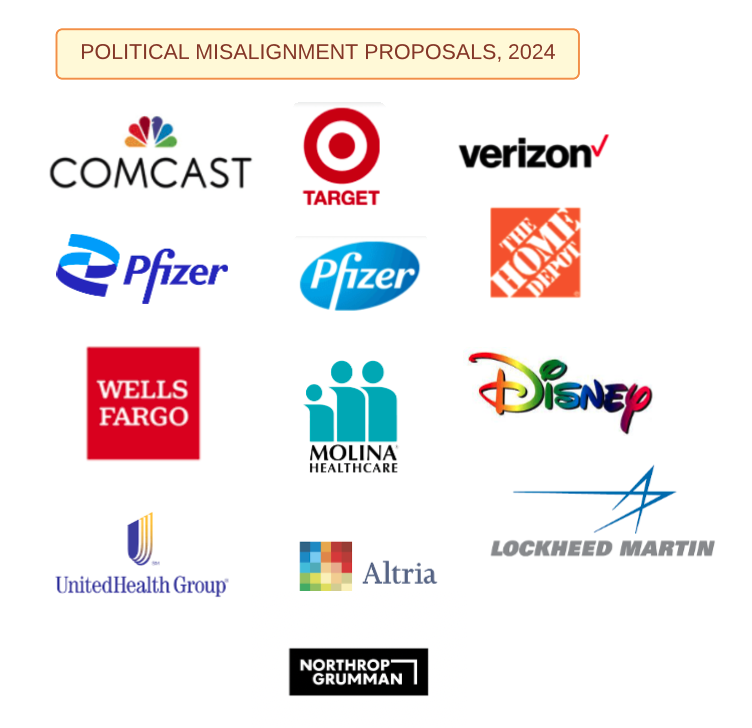 POLITICAL MISALIGNMENT PROPOSALS, 2024
COMCAST
TARGET
verizon
Pfizer
Pfizer
THE
HOME
DEPOT
WELLS
FARGO
MOLINA
HEALTHCARE
DISNEY
UnitedHealth Group
Altria
LOCKHEED MARTIN
NORTHROP
GRUMMAN